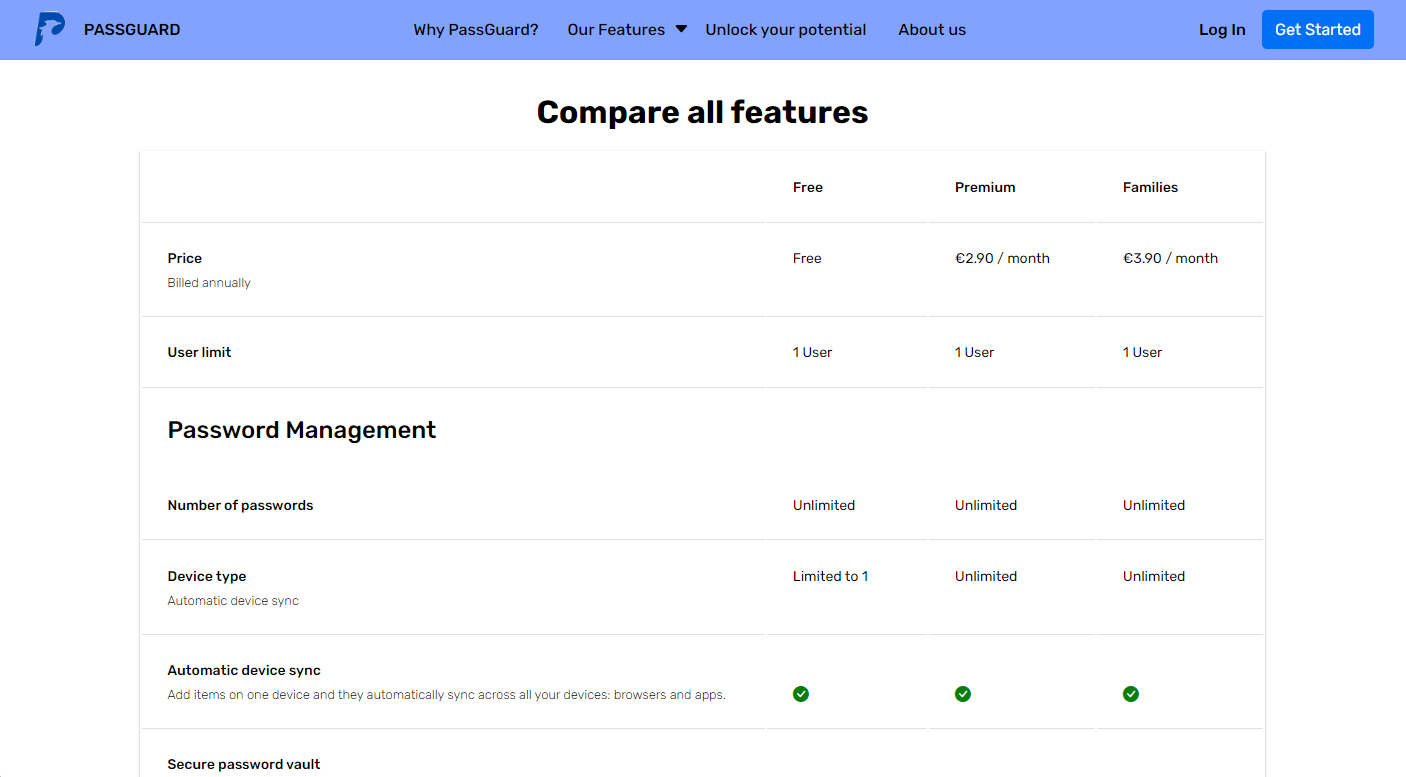 PASSGUARD Why PassGuard? Our Features Unlock your potential About us Log In Get Started
Compare all features
Free Premium Families
Price Free €2.90 / month €3.90 / month
Billed annually
User limit 1 User 1 User 1 User
Password Management
Number of passwords Unlimited Unlimited Unlimited
Device type Limited to 1 Unlimited Unlimited
Automatic device sync
Automatic device sync
Add items on one device and they automatically sync across all your devices: browsers and apps.
Secure password vault